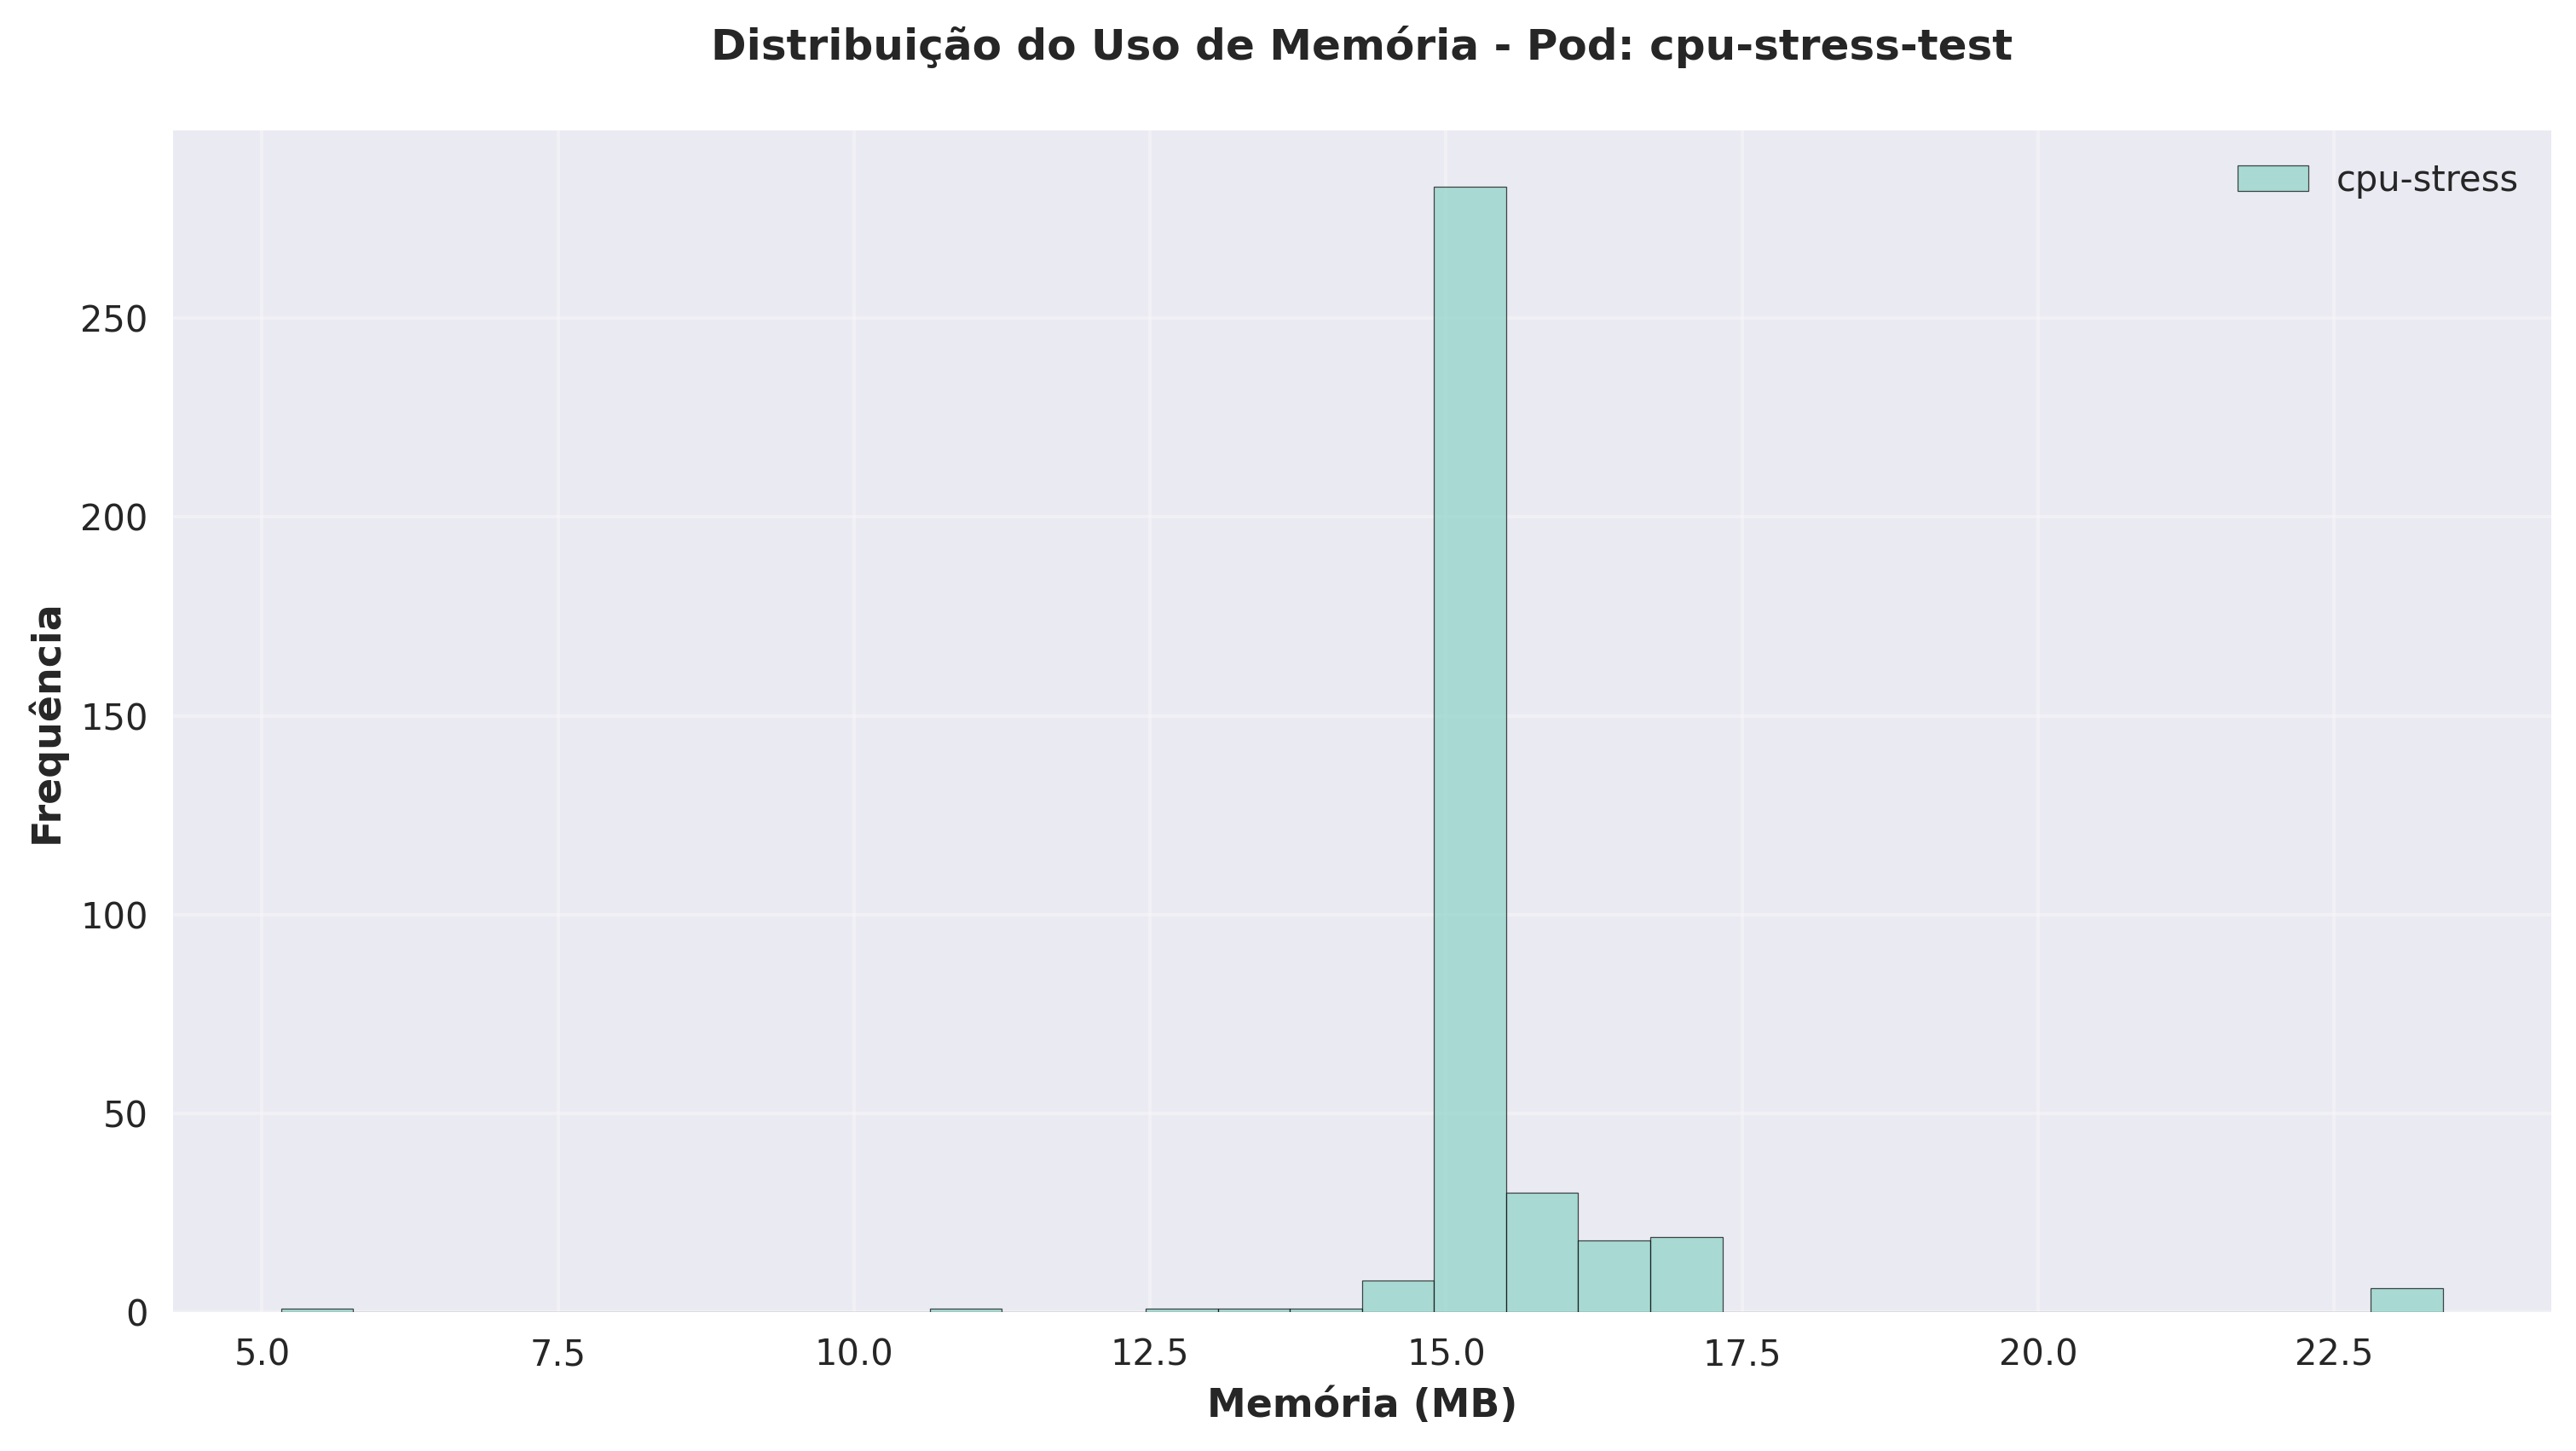 Distribuição do Uso de Memória - Pod: cpu-stress-test
cpu-stress
Frequência
250
200
150
100
50
0
5.0 7.5 10.0 12.5 15.0 17.5 20.0 22.5
Memória (MB)